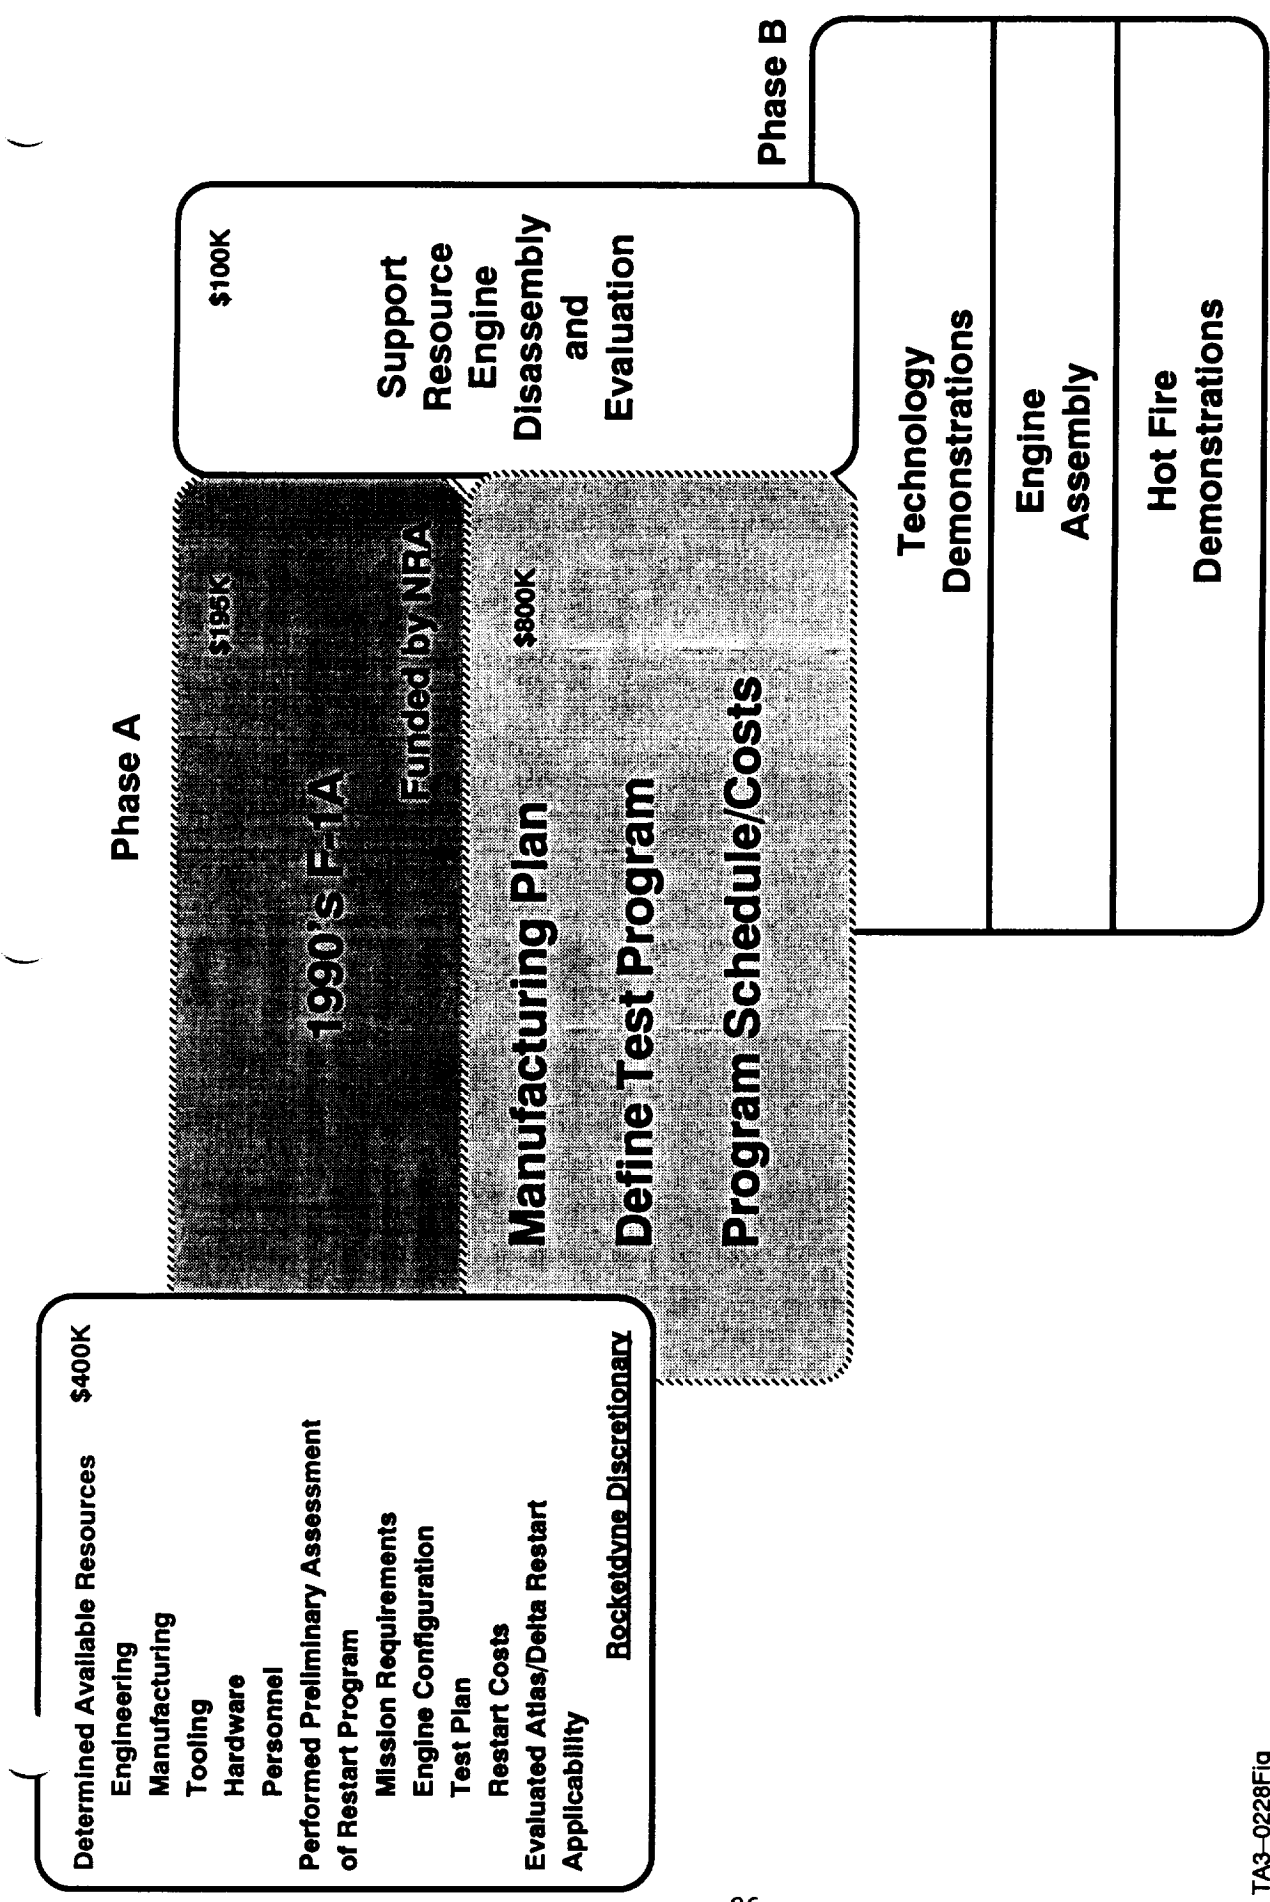 Phase A
Determined Available Resources $400K
Engineering
Manufacturing
Tooling
Hardware
Personnel
Performed Preliminary Assessment
of Restart Program
Mission Requirements
Engine Configuration
Test Plan
Restart Costs
Evaluated Atlas/Delta Restart
Applicability
Rocketdyne Discretionary
$195K
1990's F-1A
Funded by NRA
$800K
Manufacturing Plan
Define Test Program
Program Schedule/Costs
$100K
Support
Resource
Engine
Disassembly
and
Evaluation
Phase B
Technology
Demonstrations
Engine
Assembly
Hot Fire
Demonstrations
TA3–0228Fig